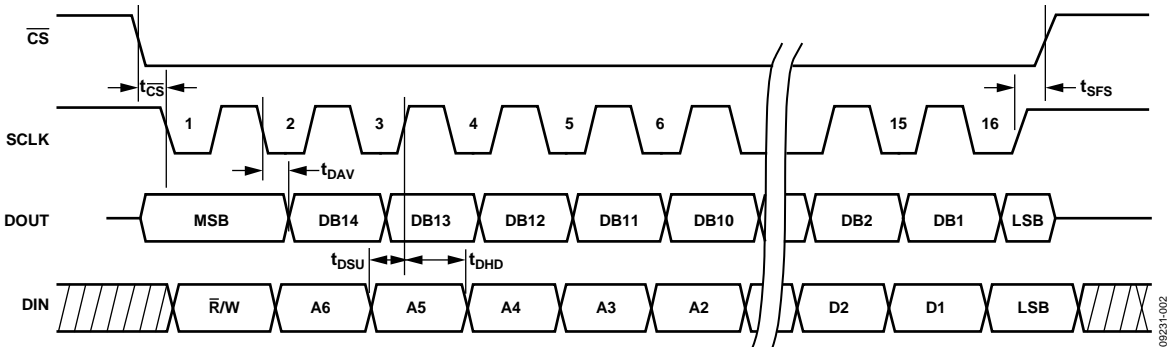 CS
tCS
tSFS
SCLK 1 2 3 4 5 6 15 16
tDAV
DOUT MSB DB14 DB13 DB12 DB11 DB10 DB2 DB1 LSB
tDSU tDHD
DIN R/W A6 A5 A4 A3 A2 D2 D1 LSB
09231-002